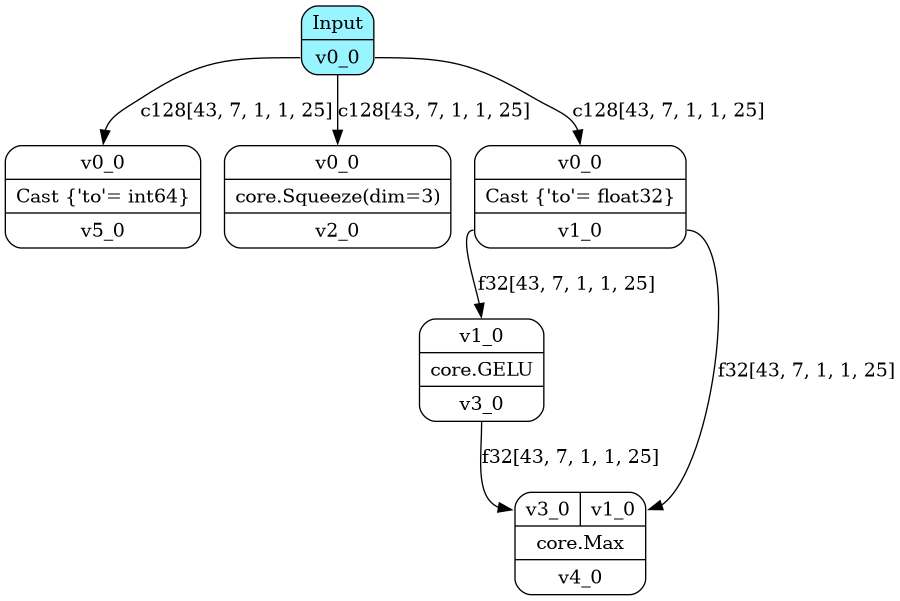 Input
v0_0
c128[43, 7, 1, 1, 25]
c128[43, 7, 1, 1, 25]
c128[43, 7, 1, 1, 25]
v0_0
Cast {'to'= int64}
v5_0
v0_0
core.Squeeze(dim=3)
v2_0
v0_0
Cast {'to'= float32}
v1_0
f32[43, 7, 1, 1, 25]
f32[43, 7, 1, 1, 25]
v1_0
core.GELU
v3_0
f32[43, 7, 1, 1, 25]
v3_0 v1_0
core.Max
v4_0